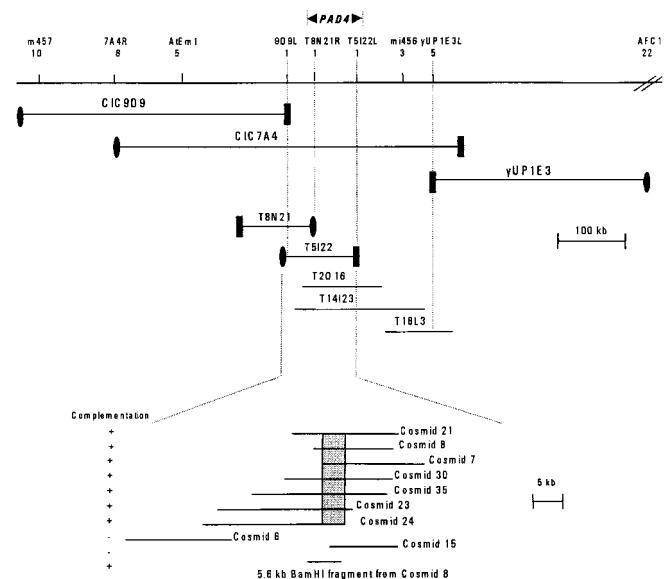 PAD4
m457 7A4R AtEm1 9D9L T8N21R T5I22L mi456 yUP1E3L AFC1
10 8 5 1 1 1 3 5 22
CIC9D9
CIC7A4
yUP1E3
T8N21
100 kb
T5I22
T2O16
T14I23
T18L3
Complementation
+ Cosmid 21
+ Cosmid 8
+ Cosmid 7
+ Cosmid 30
+ Cosmid 35
5 kb
+ Cosmid 23
+ Cosmid 24
- Cosmid 6
- Cosmid 15
+ 5.6 kb BamHI fragment from Cosmid 8